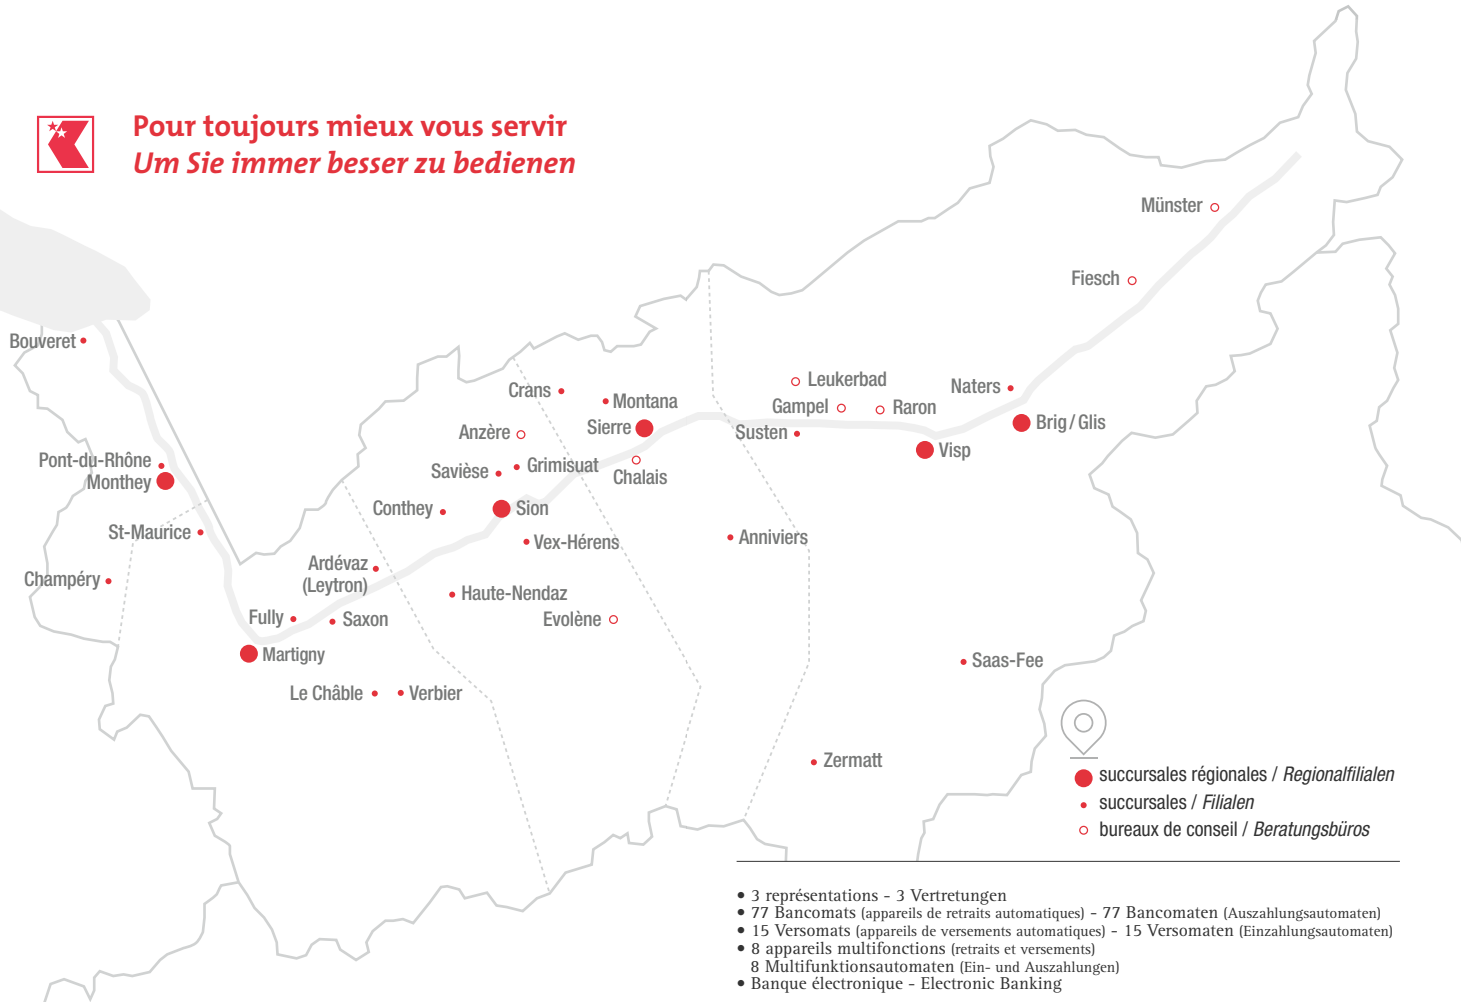 Pour toujours mieux vous servir
Um Sie immer besser zu bedienen
Münster
Fiesch
Bouveret
Leukerbad
Crans
Montana
Naters
Gampel
Raron
Brig / Glis
Sierre
Anzère
Susten
Visp
Pont-du-Rhône
Monthey
Savièse
Grimisuat
Chalais
Conthey
Sion
St-Maurice
Vex-Hérens
Anniviers
Ardévaz
(Leytron)
Champéry
Haute-Nendaz
Fully
Saxon
Evolène
Martigny
Saas-Fee
Le Châble
Verbier
Zermatt
succursales régionales / Regionalfilialen
succursales / Filialen
bureaux de conseil / Beratungsbüros
• 3 représentations - 3 Vertretungen
• 77 Bancomats (appareils de retraits automatiques) - 77 Bancomaten (Auszahlungsautomaten)
• 15 Versomats (appareils de versements automatiques) - 15 Versomaten (Einzahlungsautomaten)
• 8 appareils multifonctions (retraits et versements)
8 Multifunktionsautomaten (Ein- und Auszahlungen)
• Banque électronique - Electronic Banking